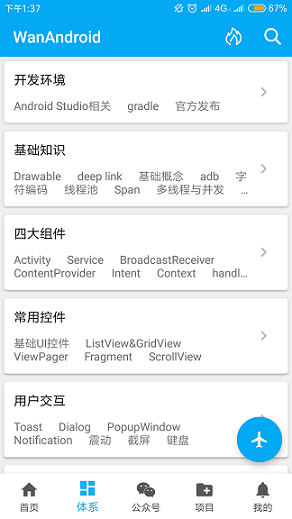 下午1:37 4G 67%
WanAndroid
开发环境
Android Studio相关 gradle 官方发布
基础知识
Drawable deep link 基础概念 adb 字
符编码 线程池 Span 多线程与并发 ...
四大组件
Activity Service BroadcastReceiver
ContentProvider Intent Context handl...
常用控件
基础UI控件 ListView&GridView
ViewPager Fragment ScrollView
用户交互
Toast Dialog PopupWindow
Notification 震动 截屏 键盘
首页 体系 公众号 项目 我的